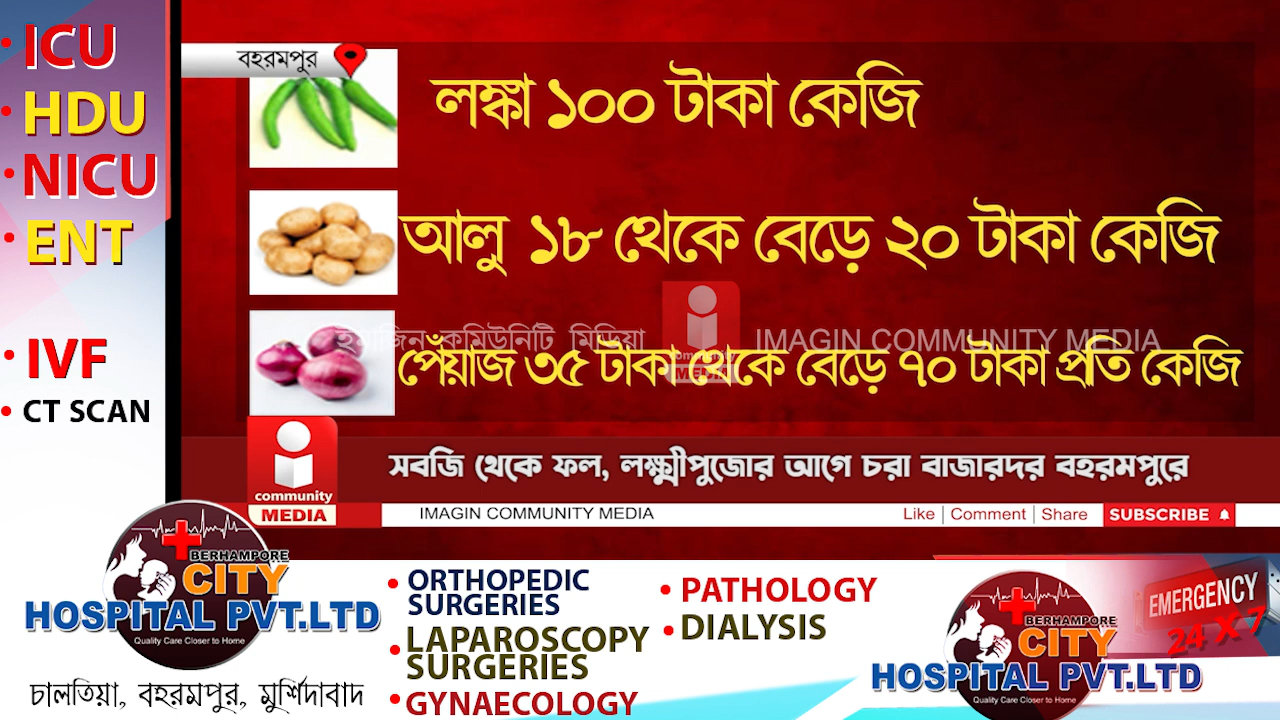 ICU
HDU
NICU
ENT
IVF
CT SCAN
বহরমপুর
লঙ্কা ১০০ টাকা কেজি
আলু ১৮ থেকে বেড়ে ২০ টাকা কেজি
ইমাজিন কমিউনিটি মিডিয়া
IMAGIN COMMUNITY MEDIA
community
MEDIA
পেঁয়াজ ৩৫ টাকা থেকে বেড়ে ৭০ টাকা প্রতি কেজি
সবজি থেকে ফল, লক্ষ্মীপুজোর আগে চরা বাজারদর বহরমপুরে
community
MEDIA
IMAGIN COMMUNITY MEDIA
Like | Comment | Share
SUBSCRIBE
BERHAMPORE
CITY
HOSPITAL PVT.LTD
Quality Care Closer to Home
চালতিয়া, বহরমপুর, মুর্শিদাবাদ
ORTHOPEDIC
SURGERIES
LAPAROSCOPY
SURGERIES
GYNAECOLOGY
PATHOLOGY
DIALYSIS
EMERGENCY
24 X 7
BERHAMPORE
CITY
HOSPITAL PVT.LTD
Quality Care Closer to Home